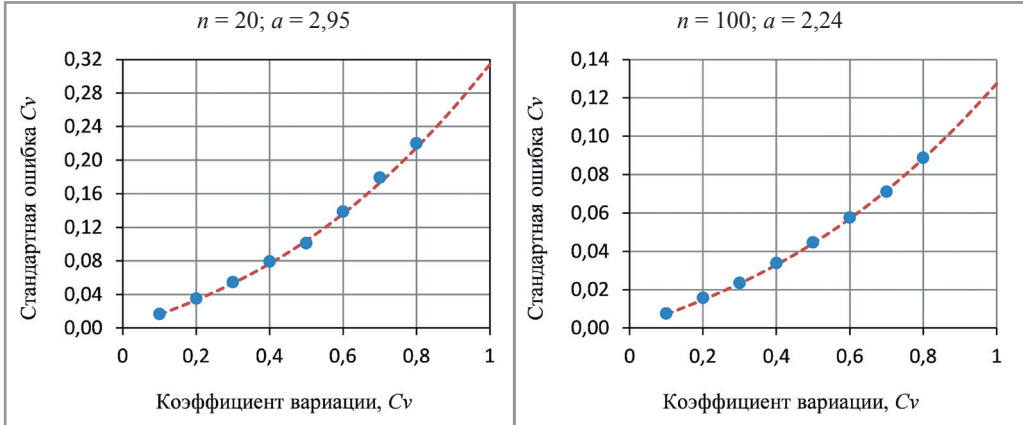 n = 20; a = 2,95
0,32
0,28
0,24
0,20
0,16
0,12
0,08
0,04
0,00
0 0,2 0,4 0,6 0,8 1
Стандартная ошибка Cv
Коэффициент вариации, Cv
n = 100; a = 2,24
0,14
0,12
0,10
0,08
0,06
0,04
0,02
0,00
0 0,2 0,4 0,6 0,8 1
Стандартная ошибка Cv
Коэффициент вариации, Cv